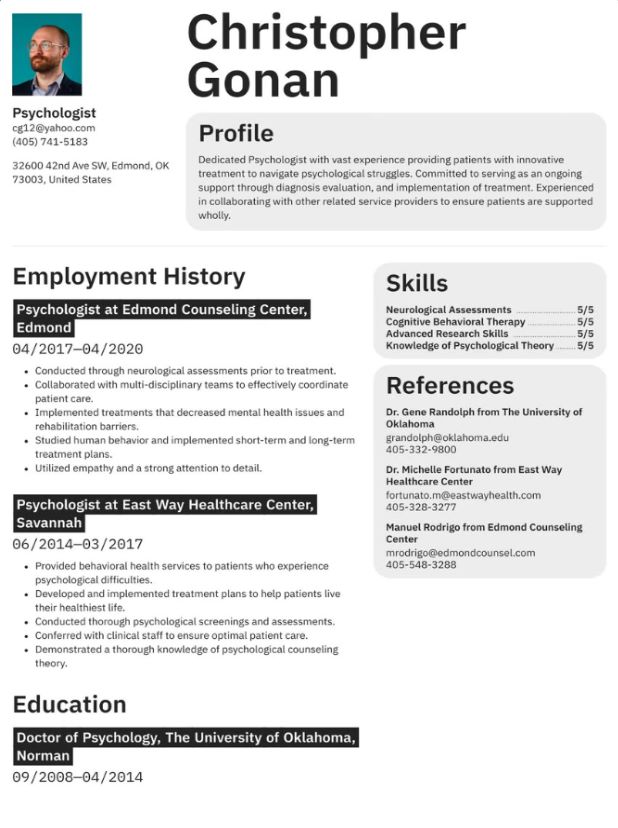 Christopher
Gonan
Psychologist
cg12@yahoo.com
(405) 741-5183
32600 42nd Ave SW, Edmond, OK
73003, United States
Profile
Dedicated Psychologist with vast experience providing patients with innovative
treatment to navigate psychological struggles. Committed to serving as an ongoing
support through diagnosis evaluation, and implementation of treatment. Experienced
in collaborating with other related service providers to ensure patients are supported
wholly.
Employment History
Psychologist at Edmond Counseling Center,
Edmond
04/2017—04/2020
• Conducted through neurological assessments prior to treatment.
• Collaborated with multi-disciplinary teams to effectively coordinate
patient care.
• Implemented treatments that decreased mental health issues and
rehabilitation barriers.
• Studied human behavior and implemented short-term and long-term
treatment plans.
• Utilized empathy and a strong attention to detail.
Psychologist at East Way Healthcare Center,
Savannah
06/2014—03/2017
• Provided behavioral health services to patients who experience
psychological difficulties.
• Developed and implemented treatment plans to help patients live
their healthiest life.
• Conducted thorough psychological screenings and assessments.
• Conferred with clinical staff to ensure optimal patient care.
• Demonstrated a thorough knowledge of psychological counseling
theory.
Education
Doctor of Psychology, The University of Oklahoma,
Norman
09/2008—04/2014
Skills
Neurological Assessments 5/5
Cognitive Behavioral Therapy 5/5
Advanced Research Skills 5/5
Knowledge of Psychological Theory 5/5
References
Dr. Gene Randolph from The University of
Oklahoma
grandolph@oklahoma.edu
405-332-9800
Dr. Michelle Fortunato from East Way
Healthcare Center
fortunato.m@eastwayhealth.com
405-328-3277
Manuel Rodrigo from Edmond Counseling
Center
mrodrigo@edmondcounsel.com
405-548-3288